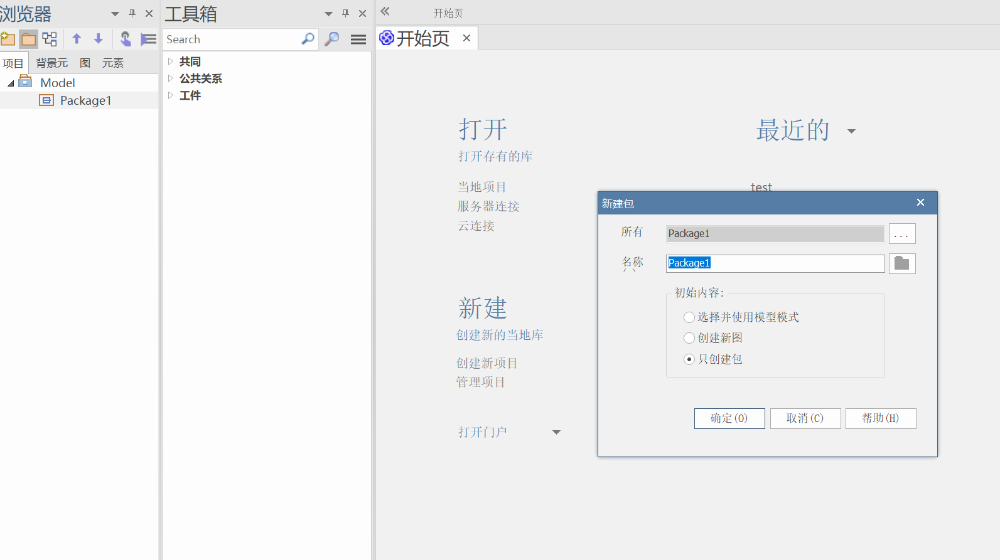 浏览器
项目 背景元 图 元素
Model
Package1
工具箱
Search
共同
公共关系
工件
开始页
开始页
打开
打开存有的库
当地项目
服务器连接
云连接
新建
创建新的当地库
创建新项目
管理项目
打开门户
最近的
test
新建包
所有 Package1 ...
名称 Package1
初始内容:
选择并使用模型模式
创建新图
只创建包
确定(O) 取消(C) 帮助(H)